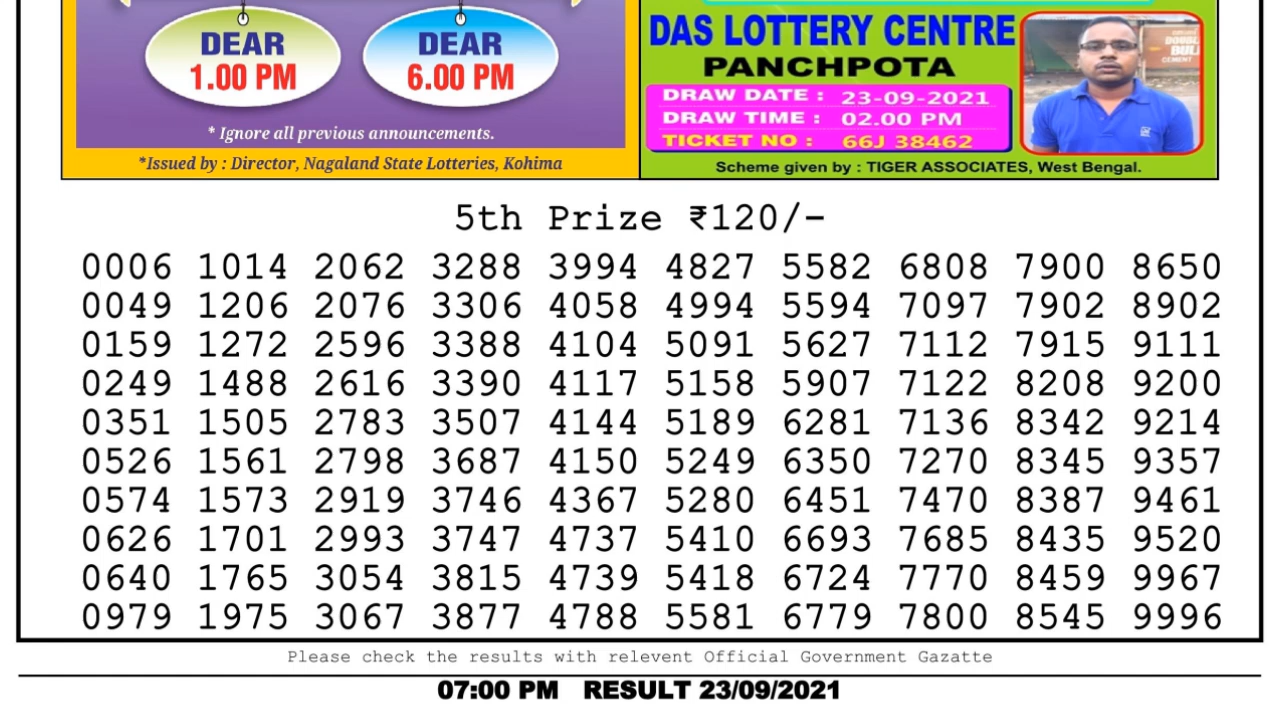 DEAR
1.00 PM
DEAR
6.00 PM
* Ignore all previous announcements.
*Issued by : Director, Nagaland State Lotteries, Kohima
DAS LOTTERY CENTRE
PANCHPOTA
DRAW DATE : 23-09-2021
DRAW TIME : 02.00 PM
TICKET NO : 66J 38462
Scheme given by : TIGER ASSOCIATES, West Bengal.
5th Prize ₹120/-
0006 1014 2062 3288 3994 4827 5582 6808 7900 8650
0049 1206 2076 3306 4058 4994 5594 7097 7902 8902
0159 1272 2596 3388 4104 5091 5627 7112 7915 9111
0249 1488 2616 3390 4117 5158 5907 7122 8208 9200
0351 1505 2783 3507 4144 5189 6281 7136 8342 9214
0526 1561 2798 3687 4150 5249 6350 7270 8345 9357
0574 1573 2919 3746 4367 5280 6451 7470 8387 9461
0626 1701 2993 3747 4737 5410 6693 7685 8435 9520
0640 1765 3054 3815 4739 5418 6724 7770 8459 9967
0979 1975 3067 3877 4788 5581 6779 7800 8545 9996
Please check the results with relevent Official Government Gazatte
07:00 PM RESULT 23/09/2021